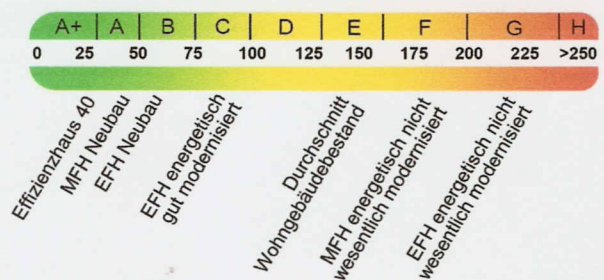 A+ A B C D E F G H
0 25 50 75 100 125 150 175 200 225 >250
Effizienzhaus 40
MFH Neubau
EFH Neubau
EFH energetisch
gut modernisiert
Durchschnitt
Wohngebäudebestand
MFH energetisch nicht
wesentlich modernisiert
EFH energetisch nicht
wesentlich modernisiert